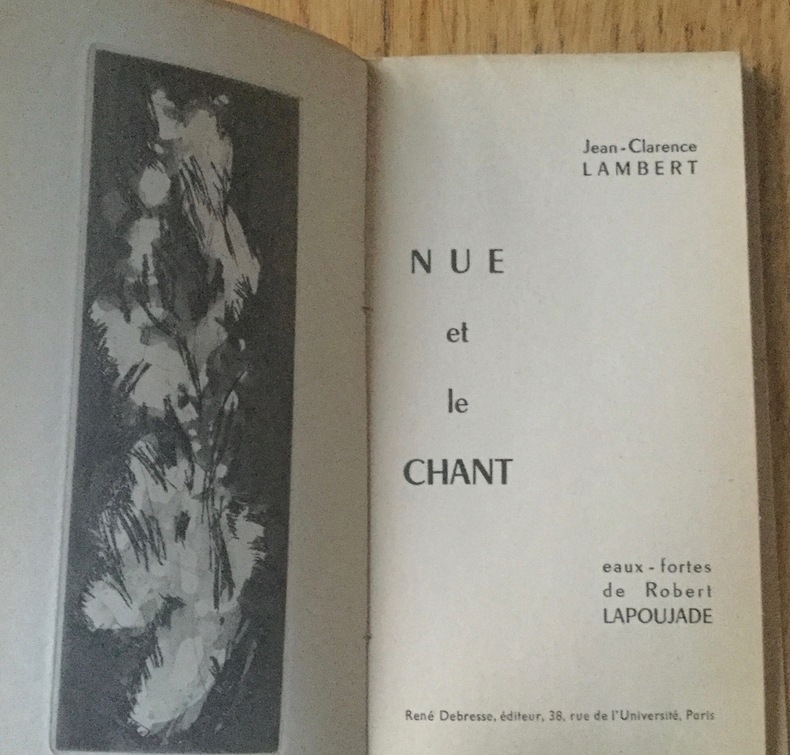 Jean-Clarence
LAMBERT
NUE
et
le
CHANT
eaux-fortes
de Robert
LAPOUJADE
René Debresse, éditeur, 38, rue de l'Université, Paris